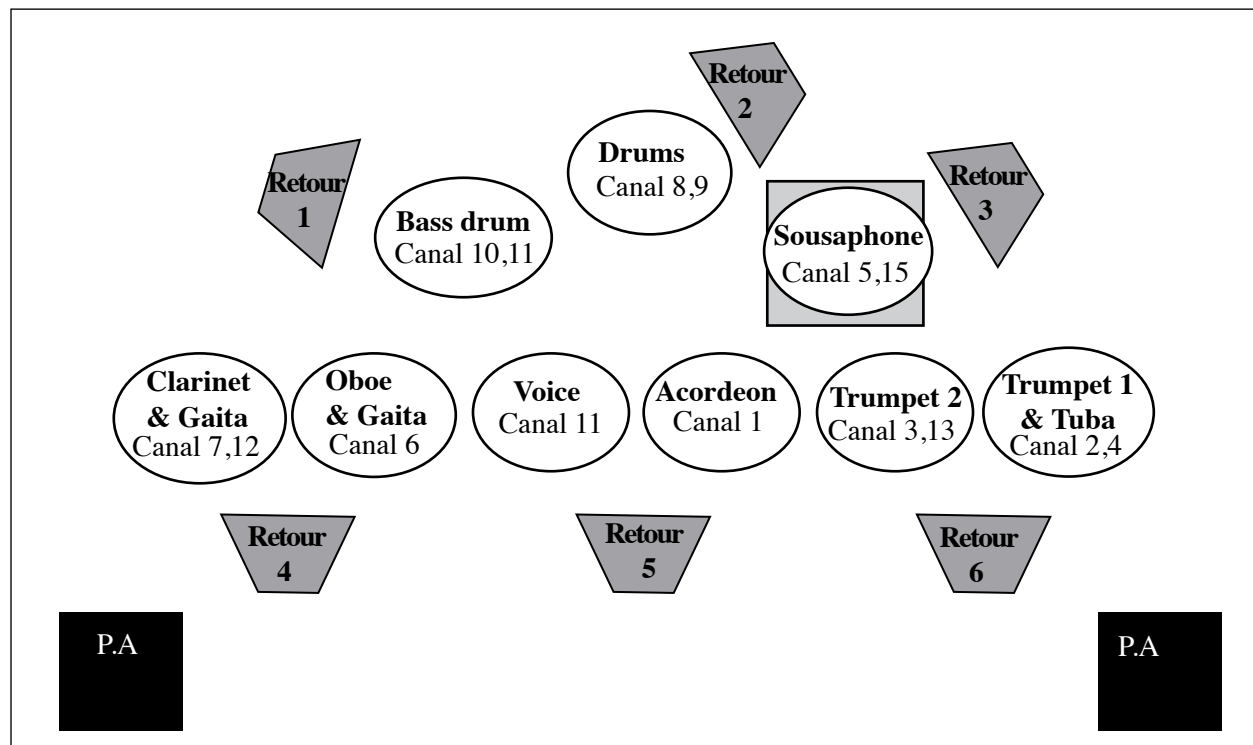 Retour
2
Drums
Canal 8,9
Retour
1
Retour
3
Bass drum
Canal 10,11
Sousaphone
Canal 5,15
Clarinet
& Gaita
Canal 7,12
Oboe
& Gaita
Canal 6
Voice
Canal 11
Acordeon
Canal 1
Trumpet 2
Canal 3,13
Trumpet 1
& Tuba
Canal 2,4
Retour
4
Retour
5
Retour
6
P.A
P.A